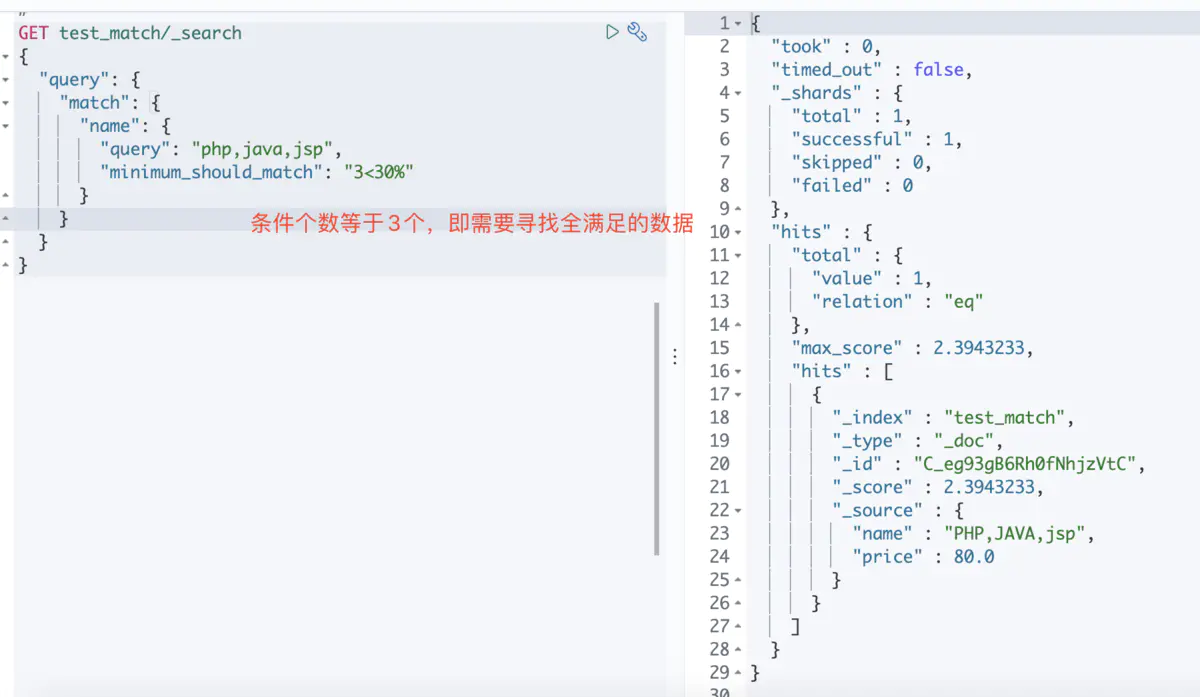 GET test_match/_search
{
"query": {
"match": {
"name": {
"query": "php,java,jsp",
"minimum_should_match": "3<30%"
}
}
条件个数等于3个，即需要寻找全满足的数据
}
}
1 {
2 "took" : 0,
3 "timed_out" : false,
4 "_shards" : {
5 "total" : 1,
6 "successful" : 1,
7 "skipped" : 0,
8 "failed" : 0
9 },
10 "hits" : {
11 "total" : {
12 "value" : 1,
13 "relation" : "eq"
14 },
15 "max_score" : 2.3943233,
16 "hits" : [
17 {
18 "_index" : "test_match",
19 "_type" : "_doc",
20 "_id" : "C_eg93gB6Rh0fNhjzVtC",
21 "_score" : 2.3943233,
22 "_source" : {
23 "name" : "PHP,JAVA,jsp",
24 "price" : 80.0
25 }
26 }
27 ]
28 }
29 }
30